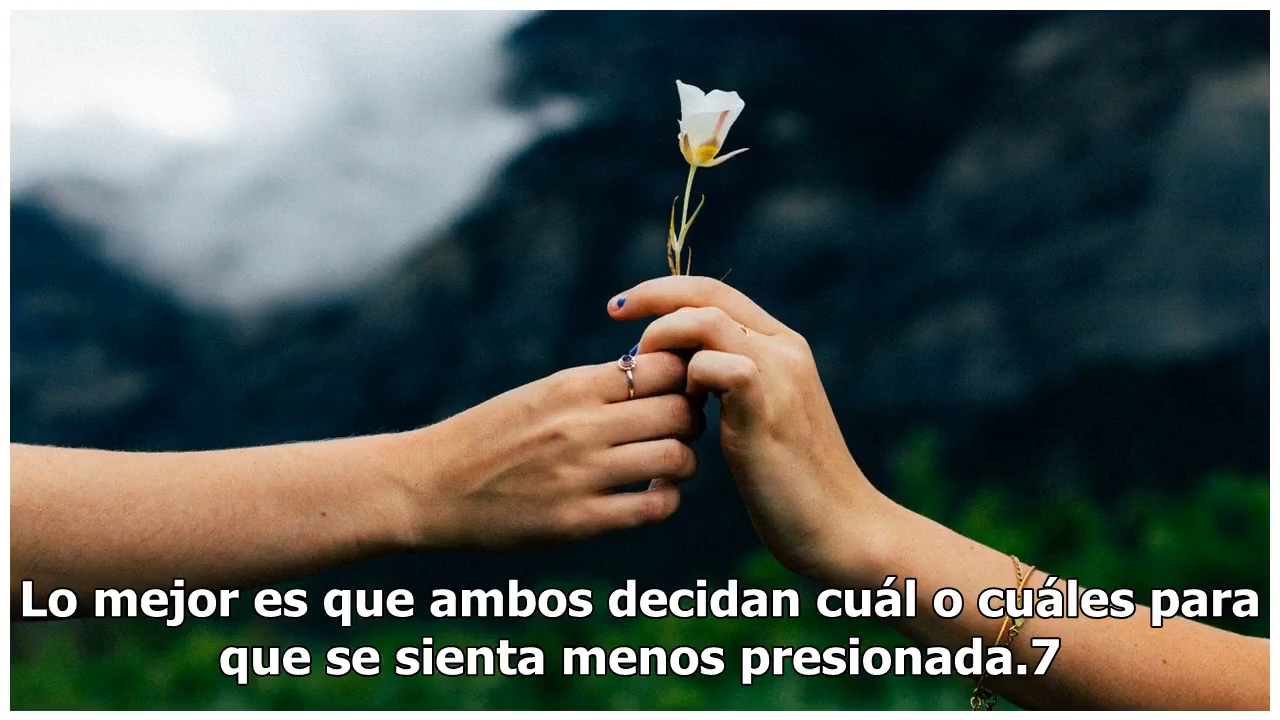 Lo mejor es que ambos decidan cuál o cuáles para
que se sienta menos presionada.7